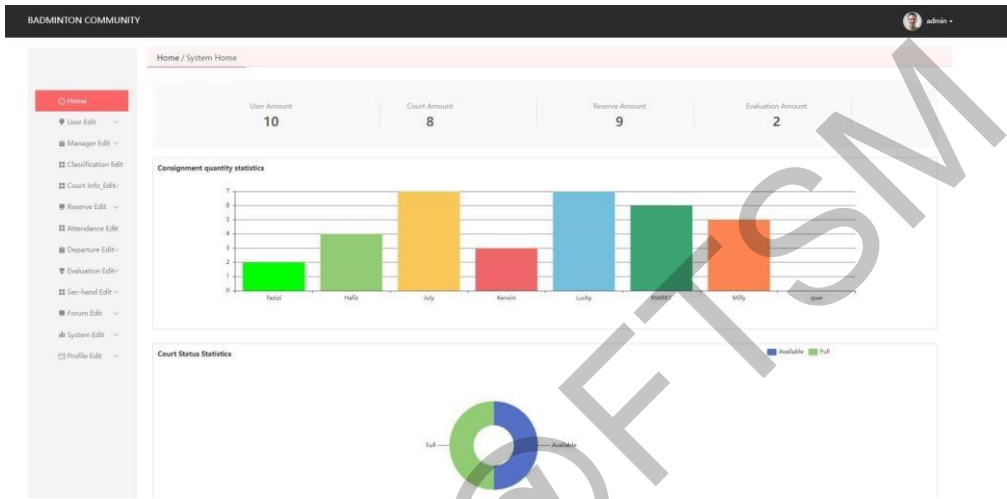 BADMINTON COMMUNITY
admin
Home / System Home
Home
User Edit
Manager Edit
Classification Edit
Court Info_Edit
Reserve Edit
Attendance Edit
Departure Edit
Evaluation Edit
Sec-hand Edit
Forum Edit
System Edit
Profile Edit
User Amount
10
Court Amount
8
Reserve Amount
9
Evaluation Amount
2
Consignment quantity statistics
7
6
5
4
3
2
1
0
Hafiz
July
Kerwin
Lucky
MARKT
Milly
qwe
Court Status Statistics
Available
Full
Full
Available
@FTSM